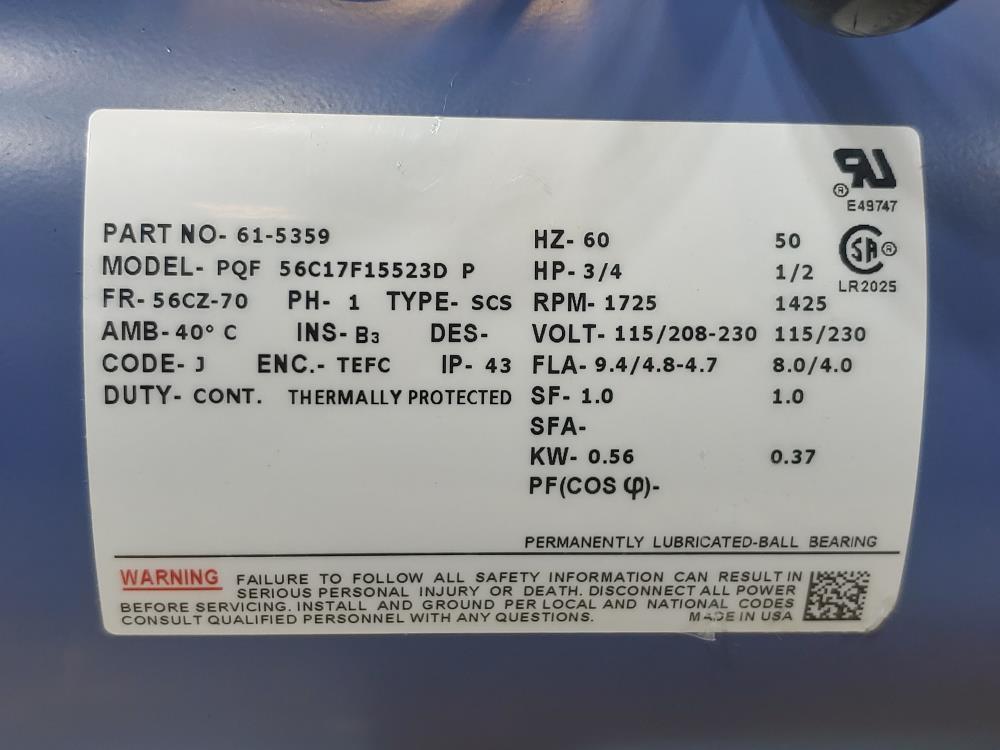 UR
®
E49747
PART NO- 61-5359 HZ- 60 50
SA ®
MODEL- PQF 56C17F15523D P HP- 3/4 1/2
LR2025
FR- 56CZ-70 PH- 1 TYPE- SCS RPM- 1725 1425
AMB- 40° C INS- B3 DES- VOLT- 115/208-230 115/230
CODE- J ENC.- TEFC IP- 43 FLA- 9.4/4.8-4.7 8.0/4.0
DUTY- CONT. THERMALLY PROTECTED SF- 1.0 1.0
SFA-
KW- 0.56 0.37
PF(COS φ)-
PERMANENTLY LUBRICATED-BALL BEARING
WARNING FAILURE TO FOLLOW ALL SAFETY INFORMATION CAN RESULT IN
SERIOUS PERSONAL INJURY OR DEATH. DISCONNECT ALL POWER
BEFORE SERVICING. INSTALL AND GROUND PER LOCAL AND NATIONAL CODES
CONSULT QUALIFIED PERSONNEL WITH ANY QUESTIONS. MADE IN USA